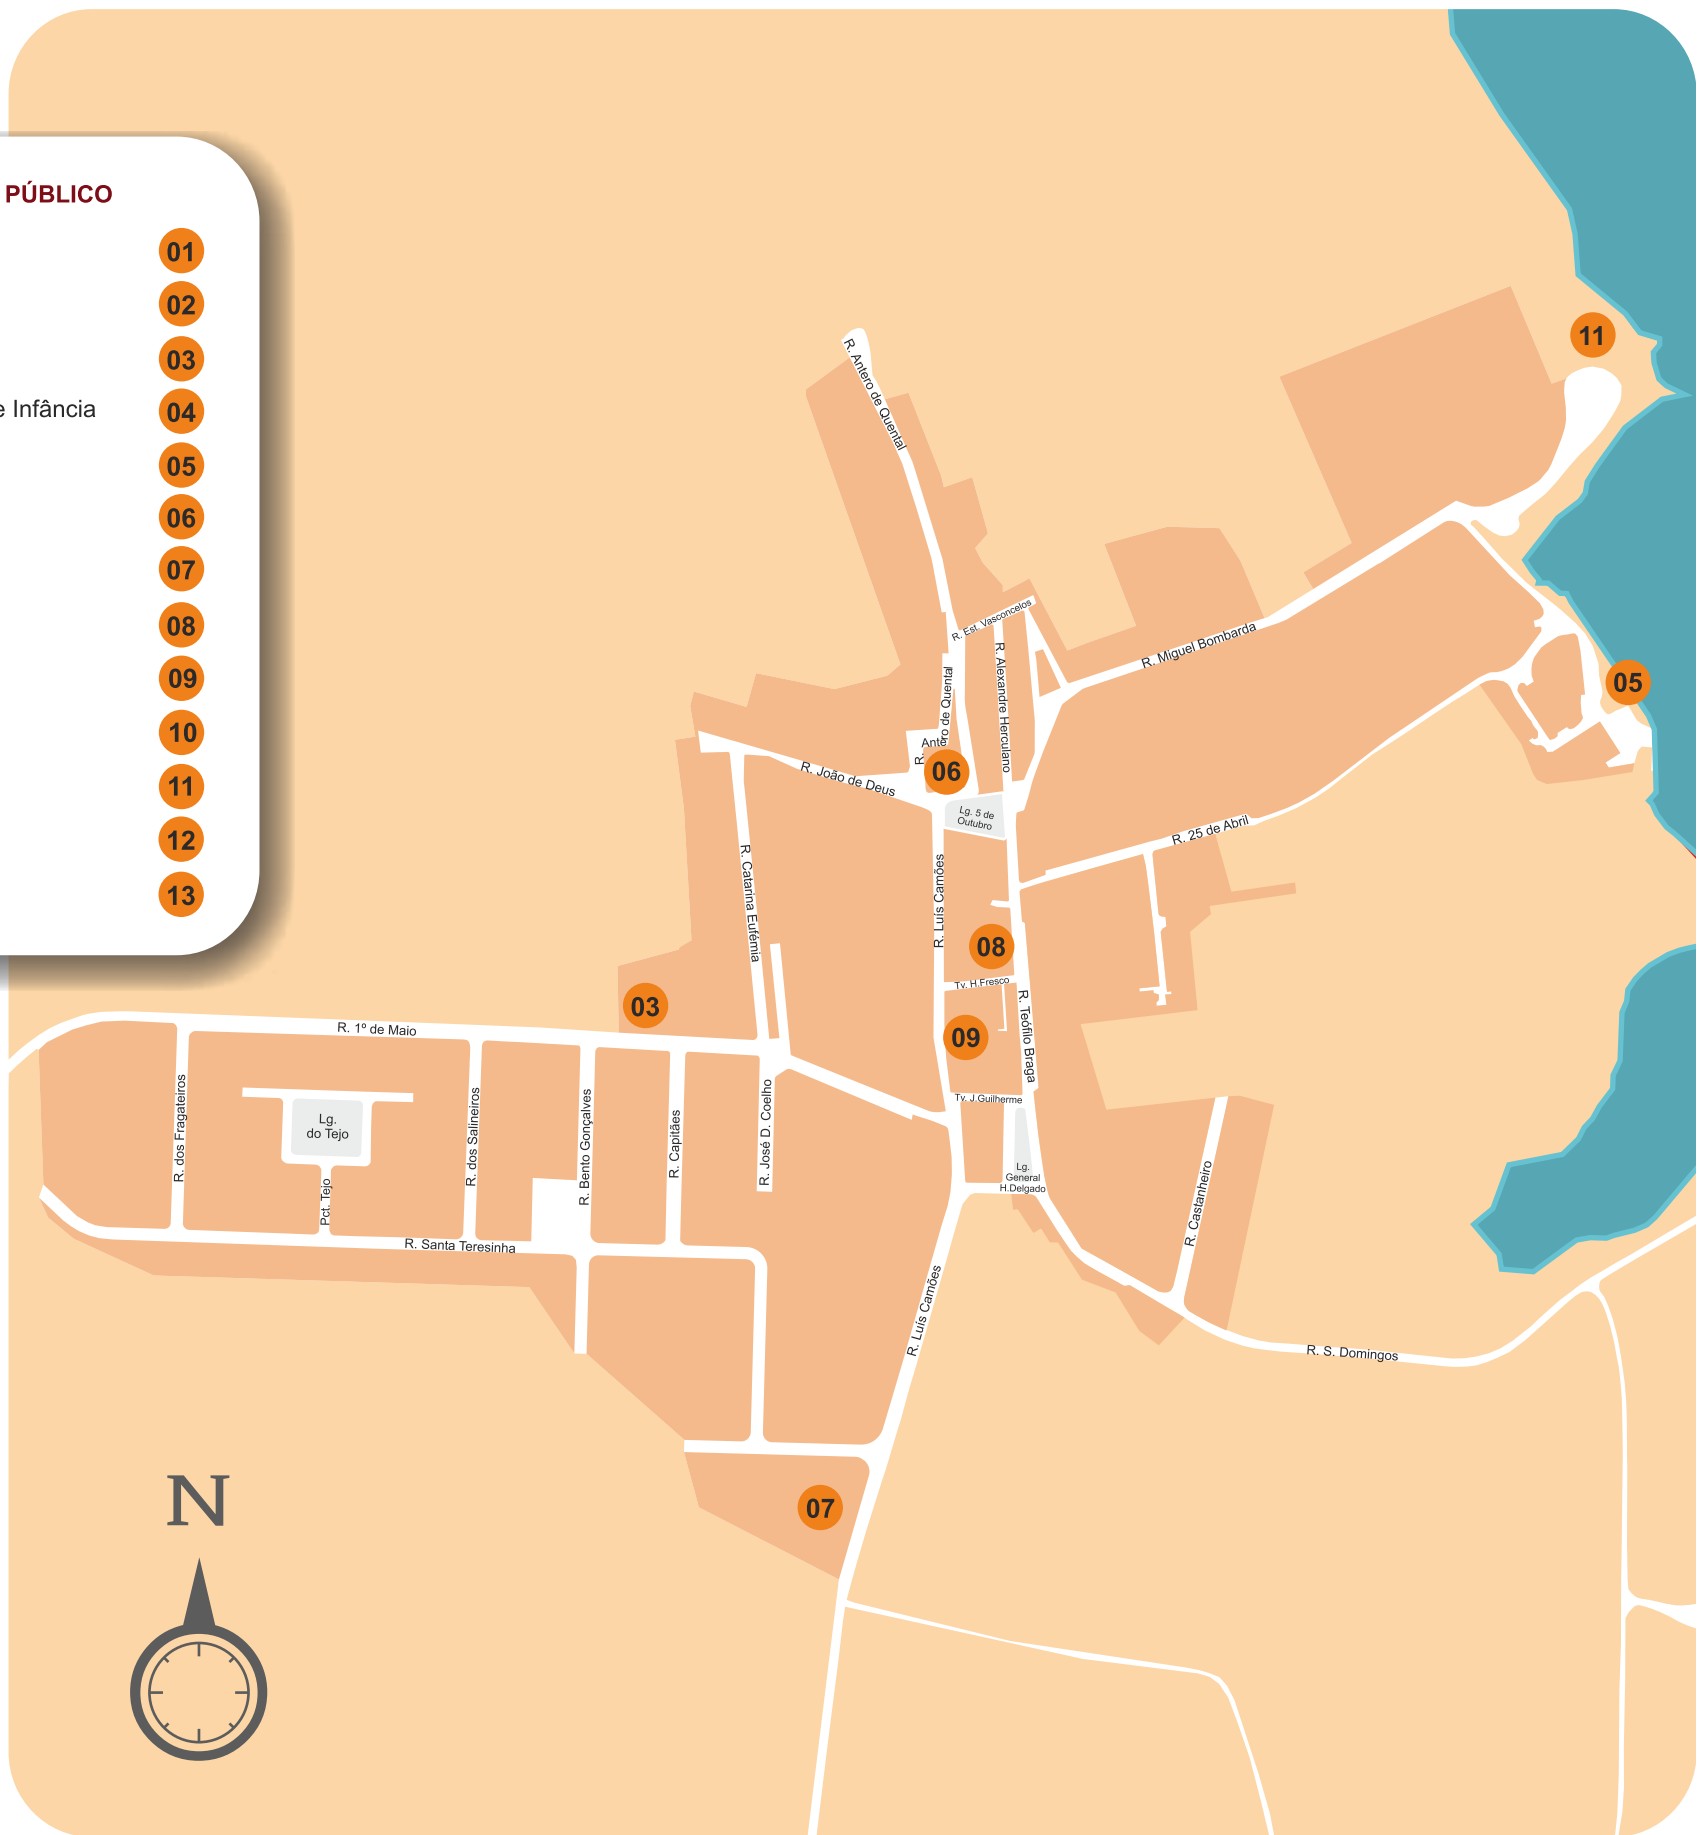 PÚBLICO
01
02
03
e Infância
04
05
06
07
08
09
10
11
12
13
11
R. Antero de Quental
R. Est. Vasconcelos
R. Alexandre Herculano
R. Miguel Bombarda
05
R. Antero de Quental
06
R. João de Deus
Lg. 5 de
Outubro
R. 25 de Abril
R. Catarina Eufémia
R. Luís Camões
08
Tv. H.Fresco
03
R. 1º de Maio
09
R. Teófilo Braga
Tv. J.Guilherme
R. dos Fragateiros
Lg.
do Tejo
Pct. Tejo
R. dos Salineiros
R. Bento Gonçalves
R. Capitães
R. José D. Coelho
Lg.
General
H.Delgado
R. Castanheiro
R. Santa Teresinha
R. Luís Camões
R. S. Domingos
07
N